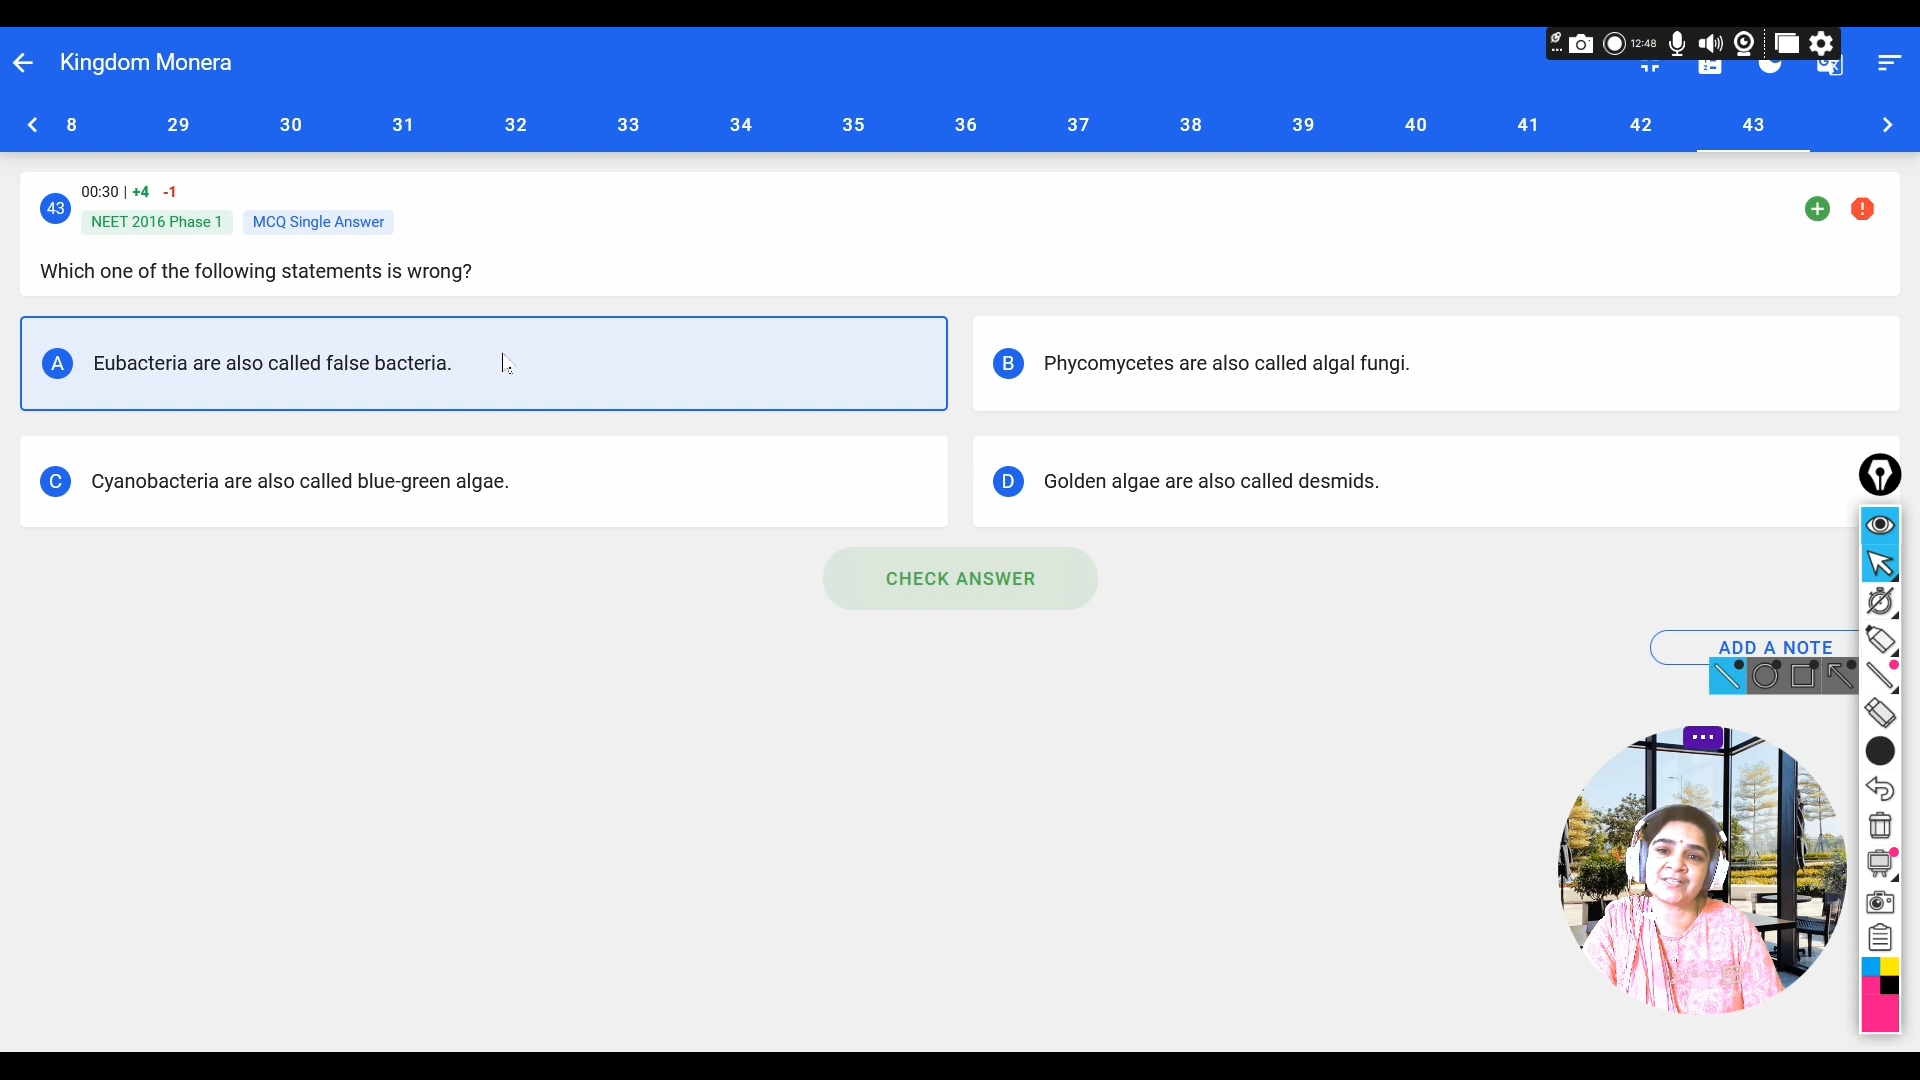 12:48
Kingdom Monera
8 29 30 31 32 33 34 35 36 37 38 39 40 41 42 43
43
00:30 | +4 -1
NEET 2016 Phase 1 MCQ Single Answer
Which one of the following statements is wrong?
A Eubacteria are also called false bacteria.
B Phycomycetes are also called algal fungi.
C Cyanobacteria are also called blue-green algae.
D Golden algae are also called desmids.
CHECK ANSWER
ADD A NOTE